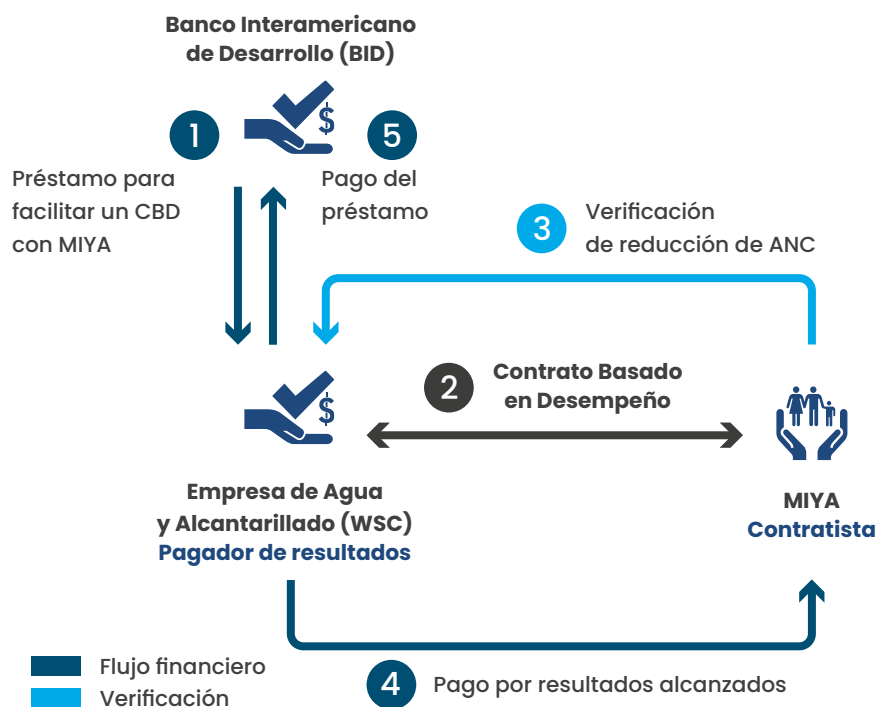 Banco Interamericano
de Desarrollo (BID)
$
1
5
Préstamo para
facilitar un CBD
con MIYA
Pago del
préstamo
3
Verificación
de reducción de ANC
2
Contrato Basado
en Desempeño
$
Empresa de Agua
y Alcantarillado (WSC)
Pagador de resultados
MIYA
Contratista
Flujo financiero
Verificación
4
Pago por resultados alcanzados